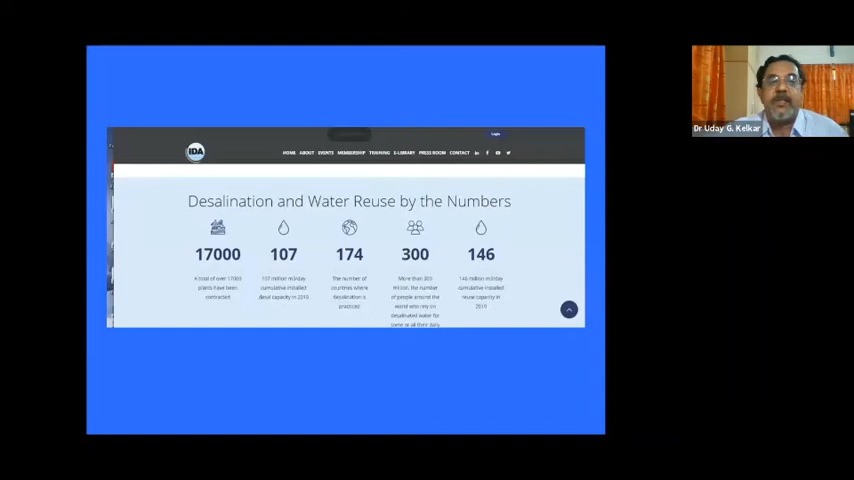 Login
IDA
HOME ABOUT EVENTS MEMBERSHIP TRAINING E-LIBRARY PRESS ROOM CONTACT
Desalination and Water Reuse by the Numbers
17000
107
174
300
146
A total of over 17000
plants have been
contracted
107 million m3/day
cumulative installed
desal capacity in 2019
The number of
countries where
desalination is
practiced
More than 300
million, the number
of people around the
world who rely on
desalinated water for
some or all their daily
146 million m3/day
cumulative installed
reuse capacity in
2019
Dr Uday G. Kelkar